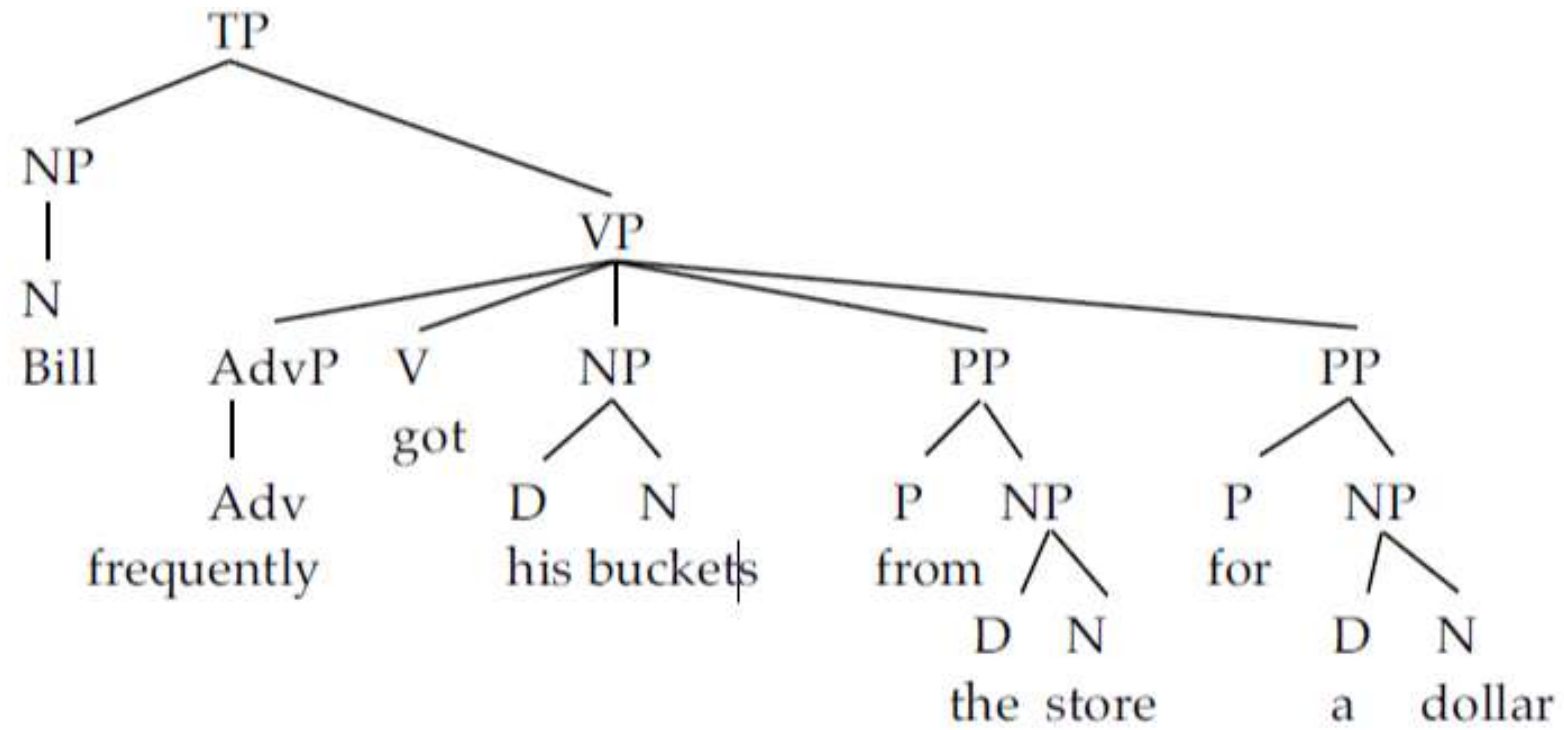 TP
NP
VP
N
Bill AdvP V NP PP PP
got
Adv D N P NP P NP
frequently his buckets from for
D N D N
the store a dollar